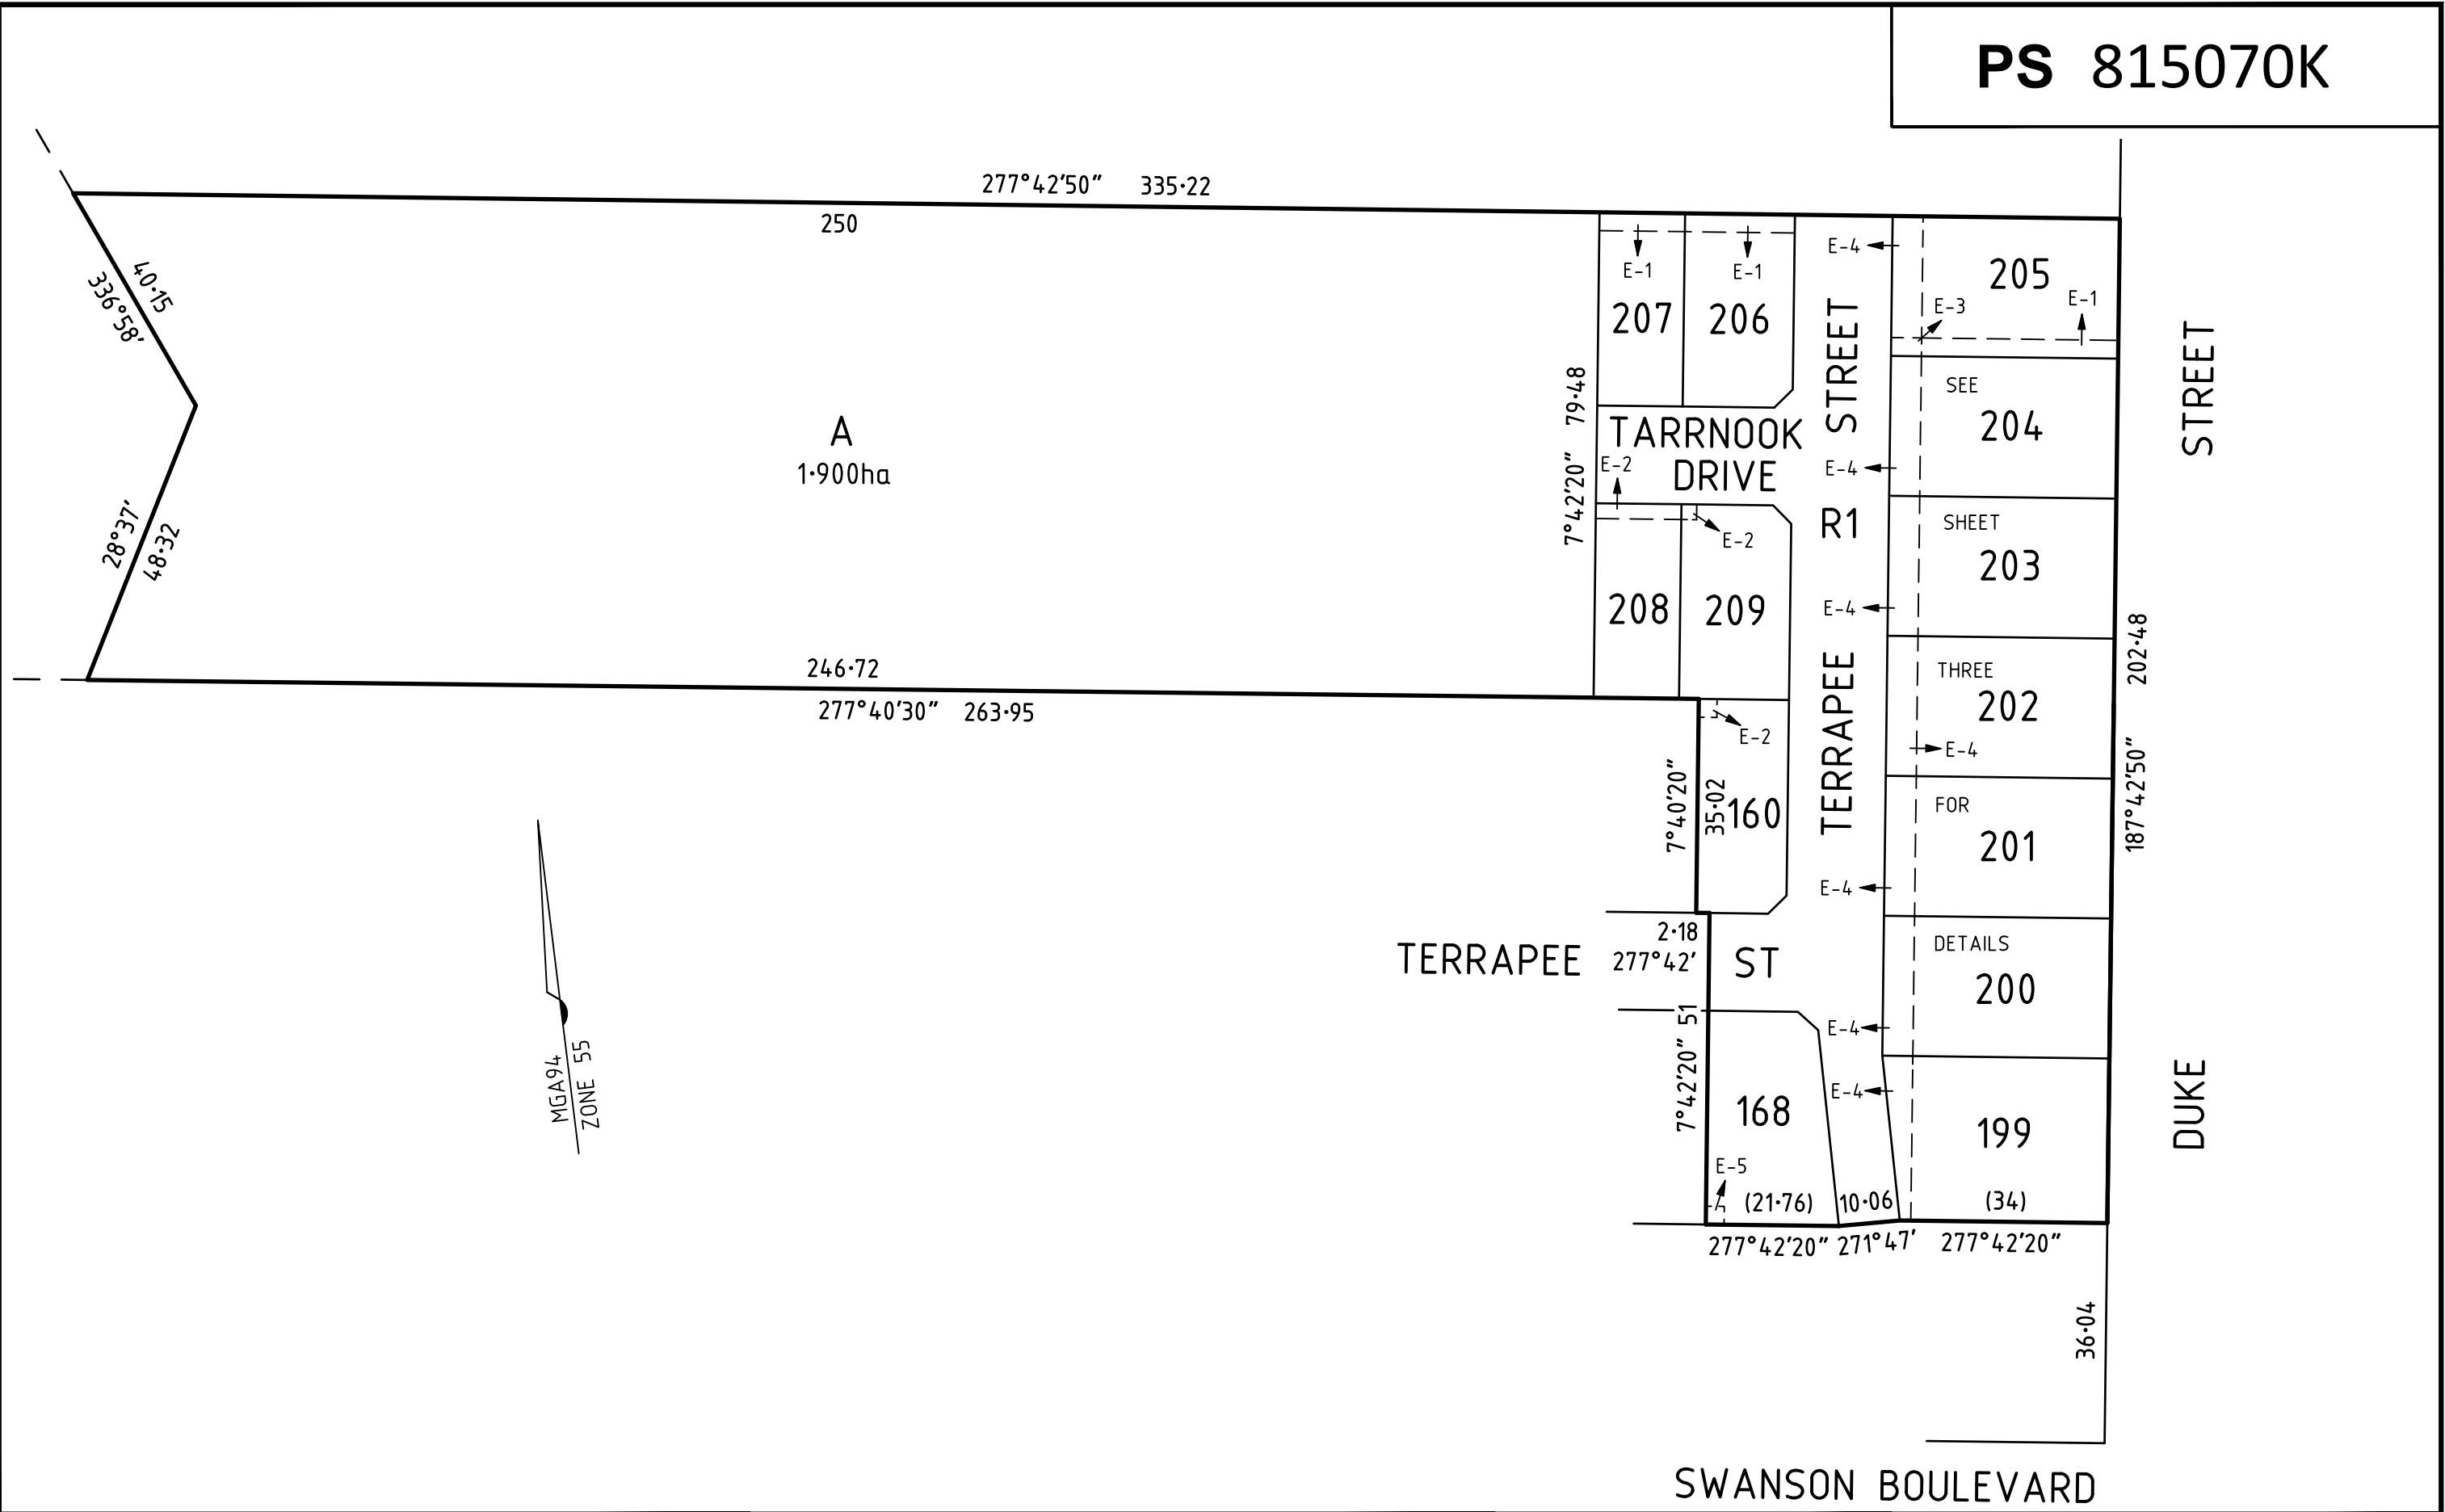 PS 815070K
277°42'50" 335·22
250
40·15
336°58'
A
1·900ha
28°37'
48·32
246·72
277°40'30" 263·95
207
E-1
206
E-1
7°42'20" 79·48
TARRNOOK
DRIVE
E-2
E-2
208
209
TERRAPEE STREET
R1
E-4
E-4
E-4
E-4
E-4
E-4
E-4
205
E-3
E-1
SEE
204
SHEET
203
THREE
202
FOR
201
DETAILS
200
199
(34)
DUKE STREET
187°42'50" 202·48
E-2
7°40'20"
35·02
160
2·18
277°42'
TERRAPEE ST
7°42'20" 51
168
E-5
(21·76)
10·06
277°42'20" 271°47' 277°42'20"
36·04
SWANSON BOULEVARD
MGA94
ZONE 55